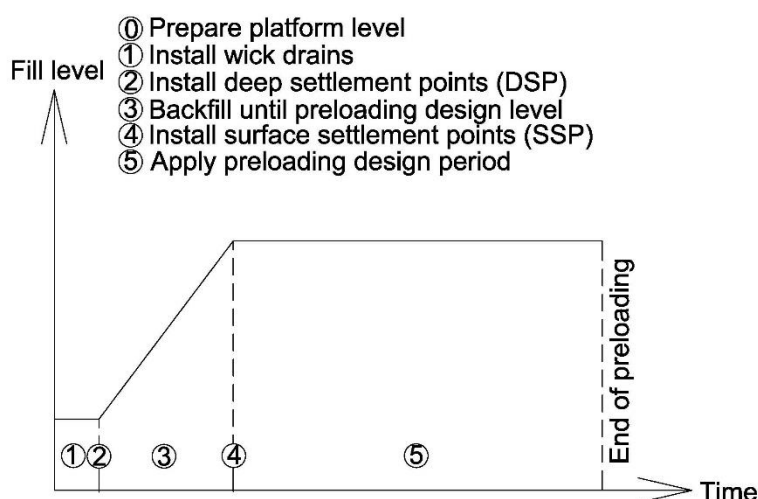 ⓪ Prepare platform level
① Install wick drains
Fill level
② Install deep settlement points (DSP)
③ Backfill until preloading design level
④ Install surface settlement points (SSP)
⑤ Apply preloading design period
End of preloading
① ② ③ ④ ⑤
Time